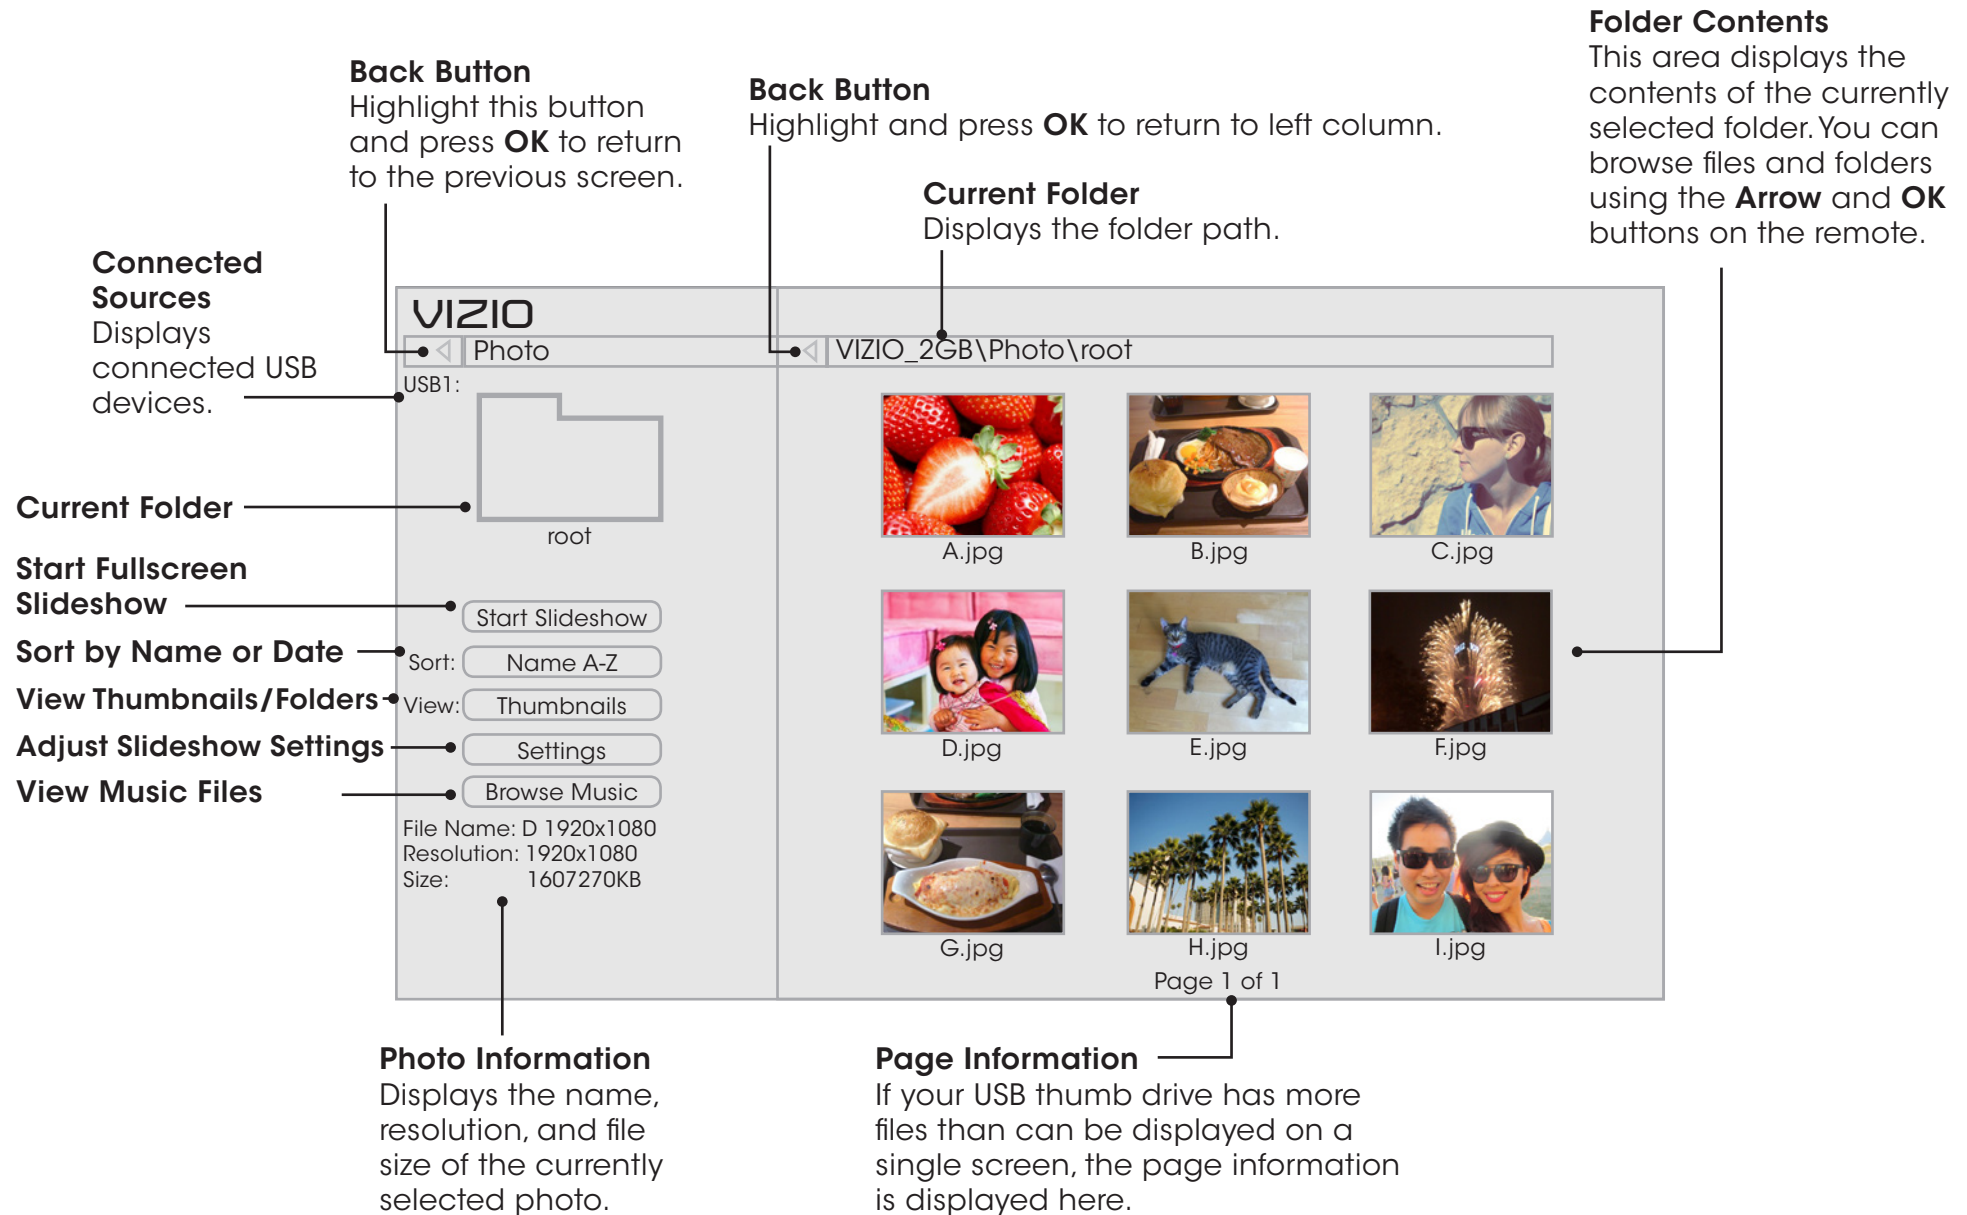 Folder Contents
This area displays the
contents of the currently
selected folder. You can
browse files and folders
using the Arrow and OK
buttons on the remote.
Back Button
Highlight this button
and press OK to return
to the previous screen.
Back Button
Highlight and press OK to return to left column.
Current Folder
Displays the folder path.
Connected
Sources
Displays
connected USB
devices.
Current Folder
Start Fullscreen
Slideshow
Sort by Name or Date
View Thumbnails/Folders
Adjust Slideshow Settings
View Music Files
VIZIO
Photo
USB1:
root
Start Slideshow
Sort: Name A-Z
View: Thumbnails
Settings
Browse Music
File Name: D 1920x1080
Resolution: 1920x1080
Size: 1607270KB
VIZIO_2GB\Photo\root
A.jpg
B.jpg
C.jpg
D.jpg
E.jpg
F.jpg
G.jpg
H.jpg
I.jpg
Page 1 of 1
Photo Information
Displays the name,
resolution, and file
size of the currently
selected photo.
Page Information
If your USB thumb drive has more
files than can be displayed on a
single screen, the page information
is displayed here.